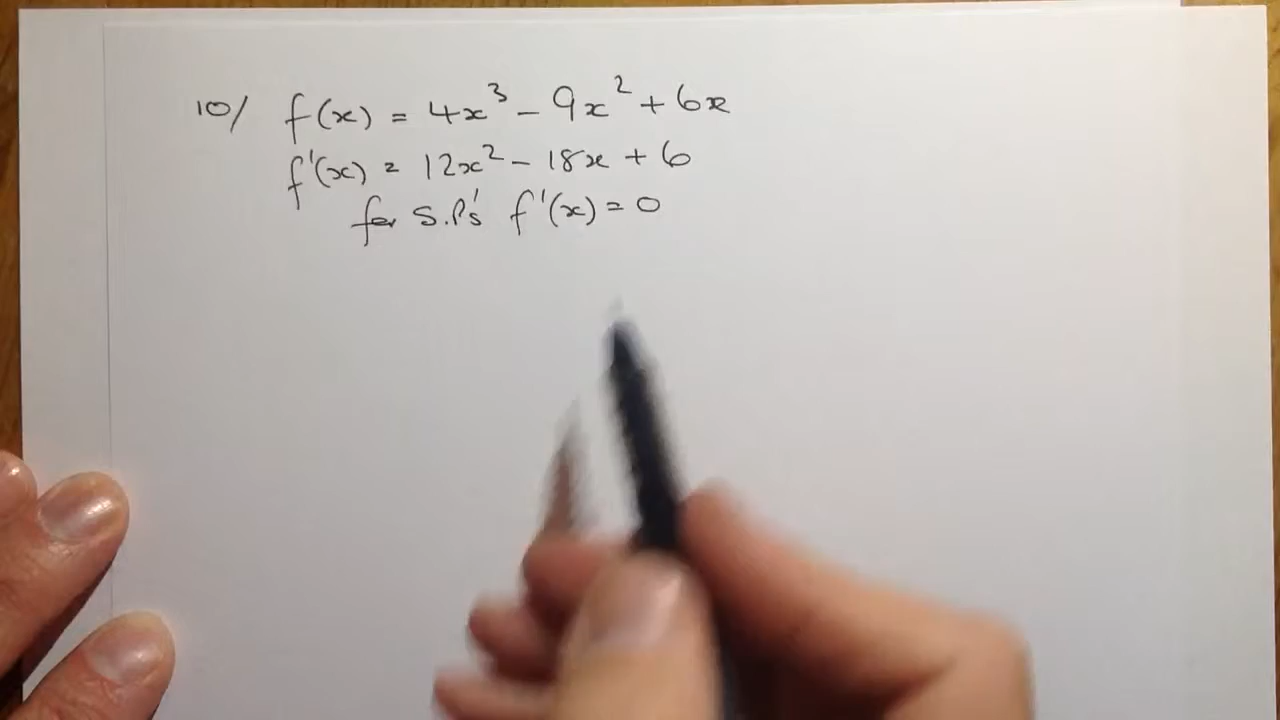 10/ f(x) = 4x³ - 9x² + 6x
f'(x) = 12x² - 18x + 6
for S.P's f'(x) = 0